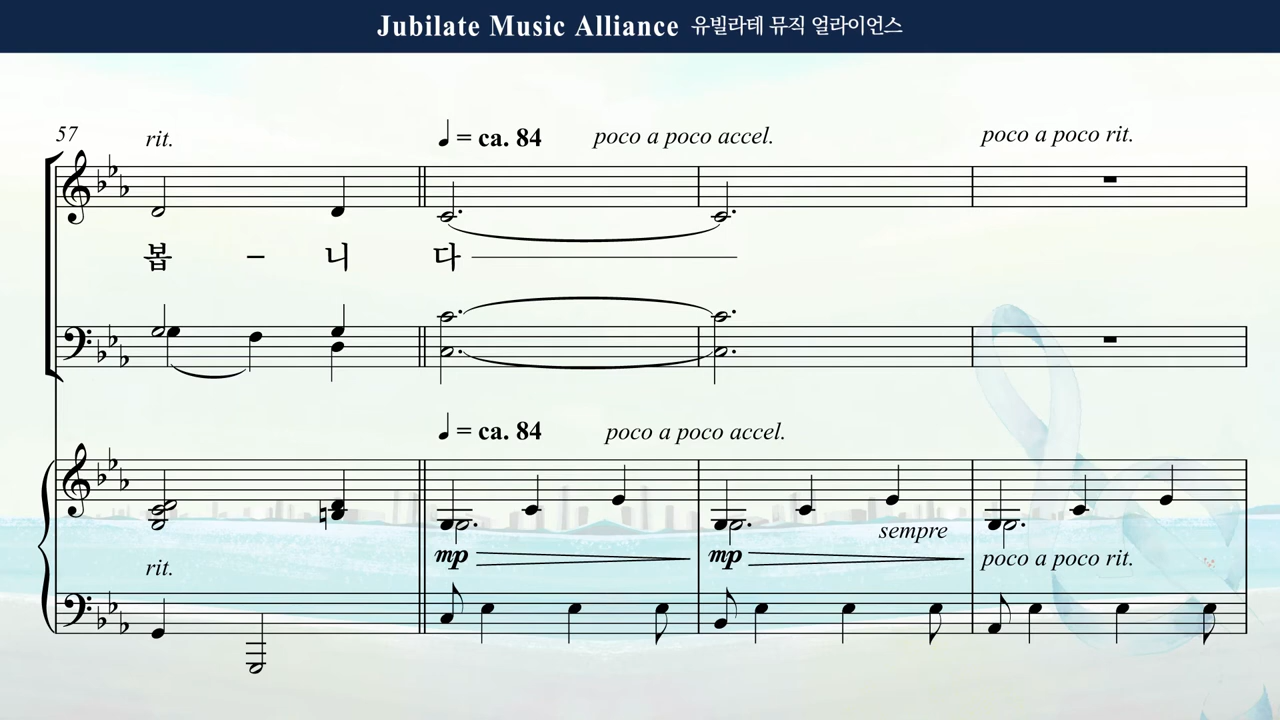 Jubilate Music Alliance 유빌라테 뮤직 얼라이언스
57
rit.
♩ = ca. 84 poco a poco accel.
poco a poco rit.
봅 – 니 다
♩ = ca. 84 poco a poco accel.
sempre
rit.
mp
mp
poco a poco rit.